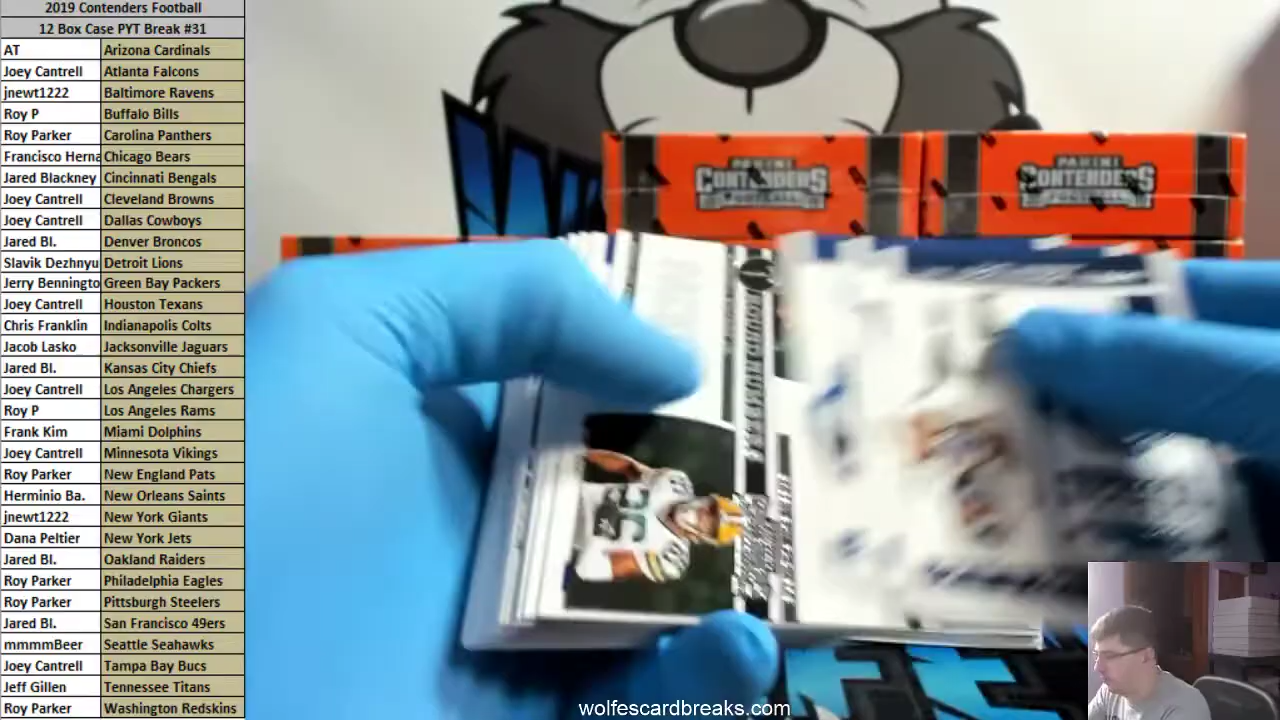 2019 Contenders Football
12 Box Case PYT Break #31
AT Arizona Cardinals
Joey Cantrell Atlanta Falcons
jnewt1222 Baltimore Ravens
Roy P Buffalo Bills
Roy Parker Carolina Panthers
Francisco Herna Chicago Bears
Jared Blackney Cincinnati Bengals
Joey Cantrell Cleveland Browns
Joey Cantrell Dallas Cowboys
Jared Bl. Denver Broncos
Slavik Dezhnyu Detroit Lions
Jerry Benningto Green Bay Packers
Joey Cantrell Houston Texans
Chris Franklin Indianapolis Colts
Jacob Lasko Jacksonville Jaguars
Jared Bl. Kansas City Chiefs
Joey Cantrell Los Angeles Chargers
Roy P Los Angeles Rams
Frank Kim Miami Dolphins
Joey Cantrell Minnesota Vikings
Roy Parker New England Pats
Herminio Ba. New Orleans Saints
jnewt1222 New York Giants
Dana Peltier New York Jets
Jared Bl. Oakland Raiders
Roy Parker Philadelphia Eagles
Roy Parker Pittsburgh Steelers
Jared Bl. San Francisco 49ers
mmmmBeer Seattle Seahawks
Joey Cantrell Tampa Bay Bucs
Jeff Gillen Tennessee Titans
Roy Parker Washington Redskins
PANINI
CONTENDERS
FOOTBALL
PANINI
CONTENDERS
FOOTBALL
wolfescardbreaks.com